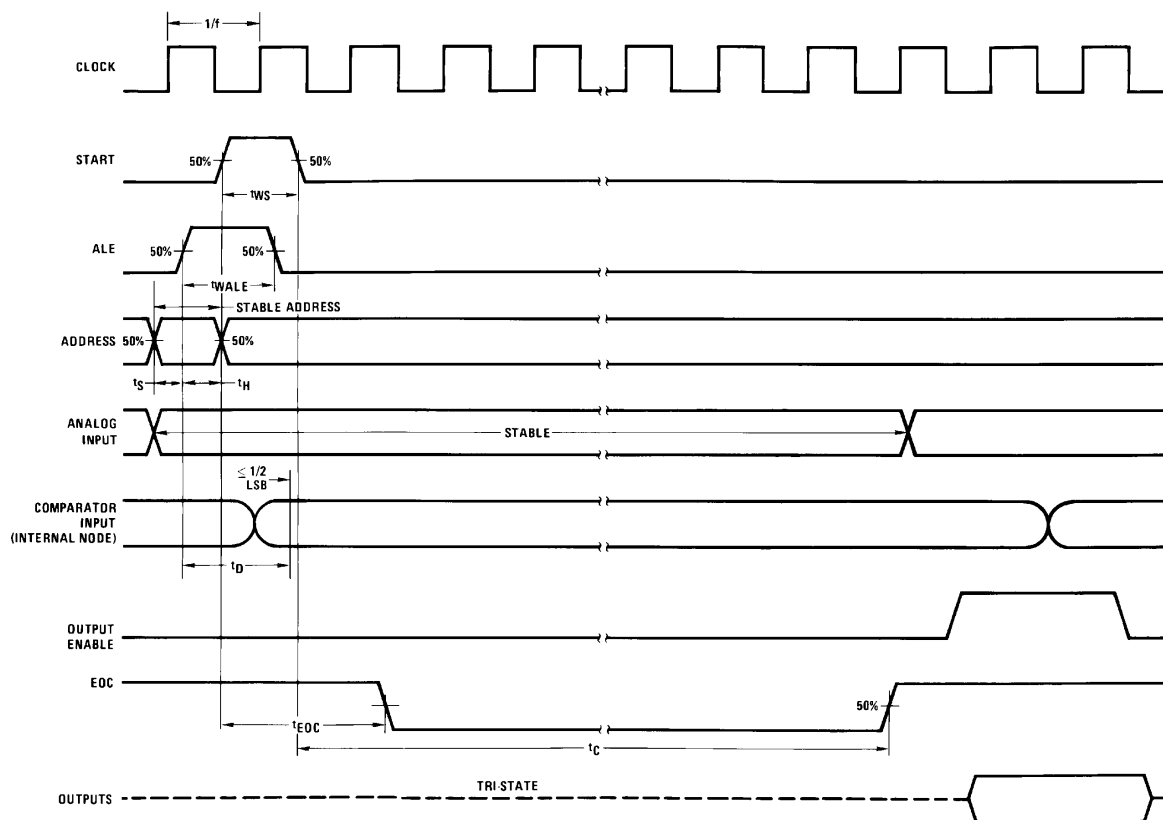 1/f
CLOCK
START
50%
50%
tWS
ALE
50%
50%
tWALE
STABLE ADDRESS
ADDRESS
50%
50%
tS
tH
ANALOG
INPUT
STABLE
≤ 1/2
LSB
COMPARATOR
INPUT
(INTERNAL NODE)
tD
OUTPUT
ENABLE
EOC
50%
tEOC
tC
TRI-STATE
OUTPUTS